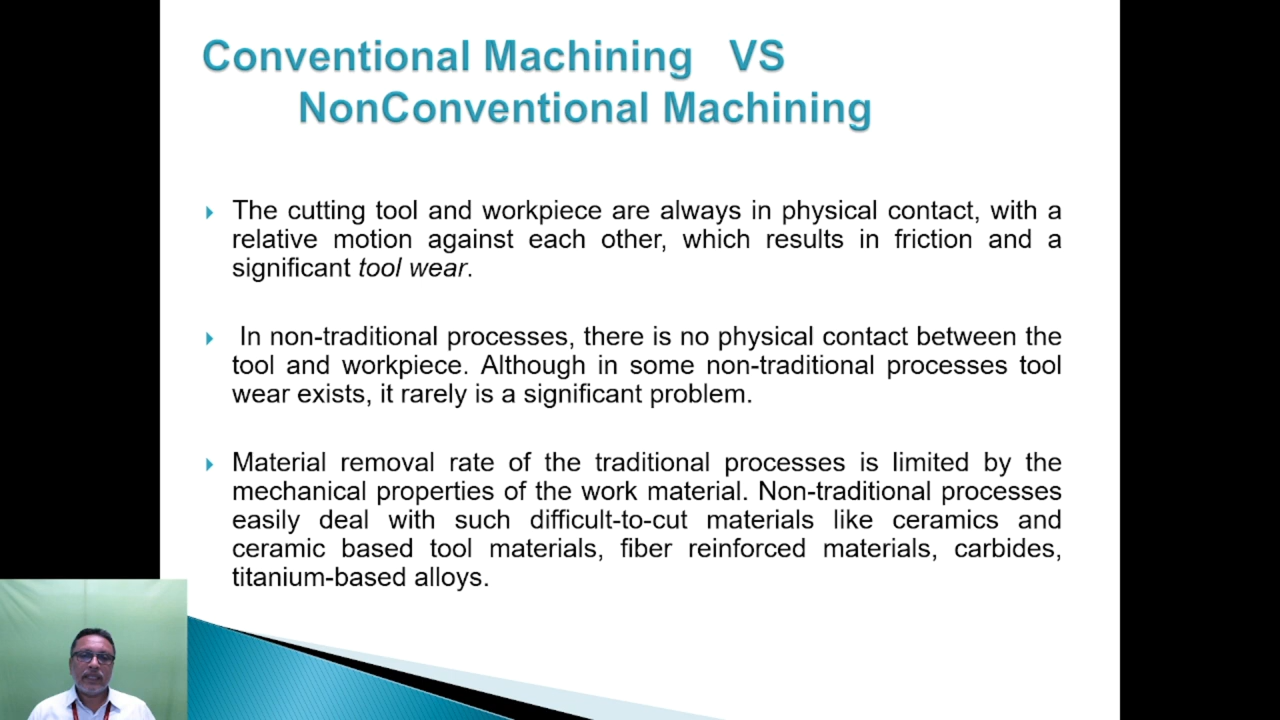 Conventional Machining VS
NonConventional Machining
The cutting tool and workpiece are always in physical contact, with a
relative motion against each other, which results in friction and a
significant tool wear.
In non-traditional processes, there is no physical contact between the
tool and workpiece. Although in some non-traditional processes tool
wear exists, it rarely is a significant problem.
Material removal rate of the traditional processes is limited by the
mechanical properties of the work material. Non-traditional processes
easily deal with such difficult-to-cut materials like ceramics and
ceramic based tool materials, fiber reinforced materials, carbides,
titanium-based alloys.